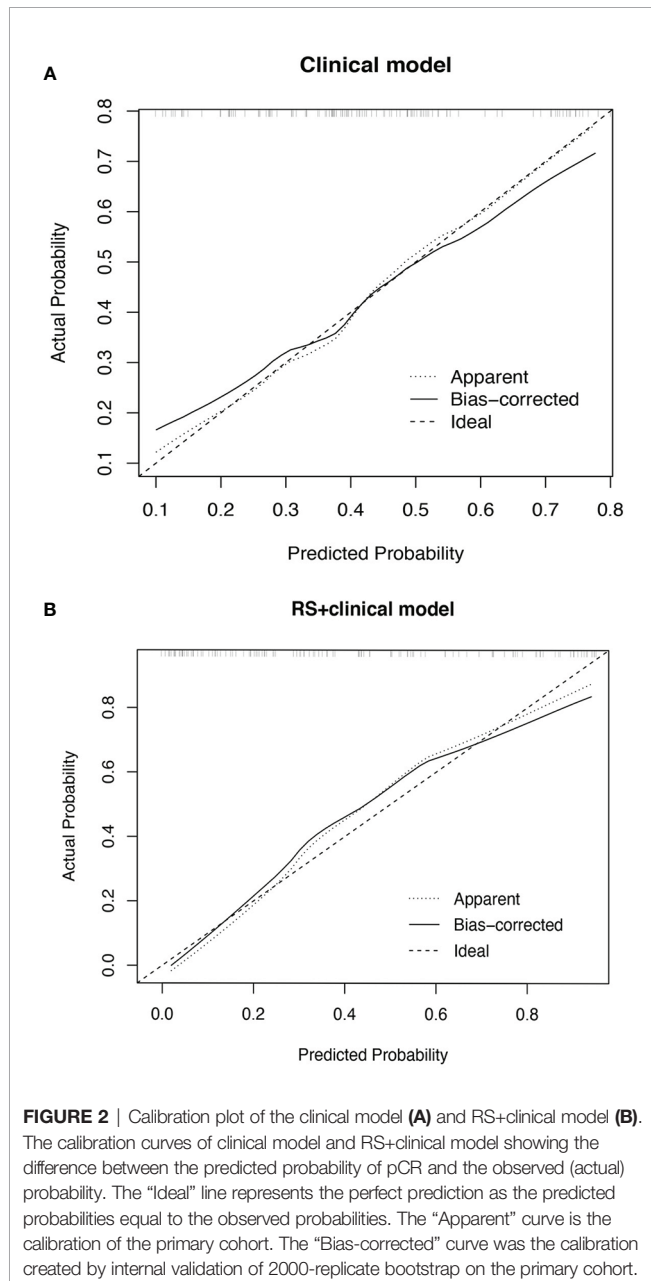 A
Clinical model
0.8
0.7
0.6
0.5
0.4
0.3
0.2
0.1
Actual Probability
Apparent
Bias-corrected
Ideal
0.1 0.2 0.3 0.4 0.5 0.6 0.7 0.8
Predicted Probability
B
RS+clinical model
0.8
0.6
0.4
0.2
0.0
Actual Probability
Apparent
Bias-corrected
Ideal
0.0 0.2 0.4 0.6 0.8
Predicted Probability
FIGURE 2 | Calibration plot of the clinical model (A) and RS+clinical model (B).
The calibration curves of clinical model and RS+clinical model showing the
difference between the predicted probability of pCR and the observed (actual)
probability. The “Ideal” line represents the perfect prediction as the predicted
probabilities equal to the observed probabilities. The “Apparent” curve is the
calibration of the primary cohort. The “Bias-corrected” curve was the calibration
created by internal validation of 2000-replicate bootstrap on the primary cohort.